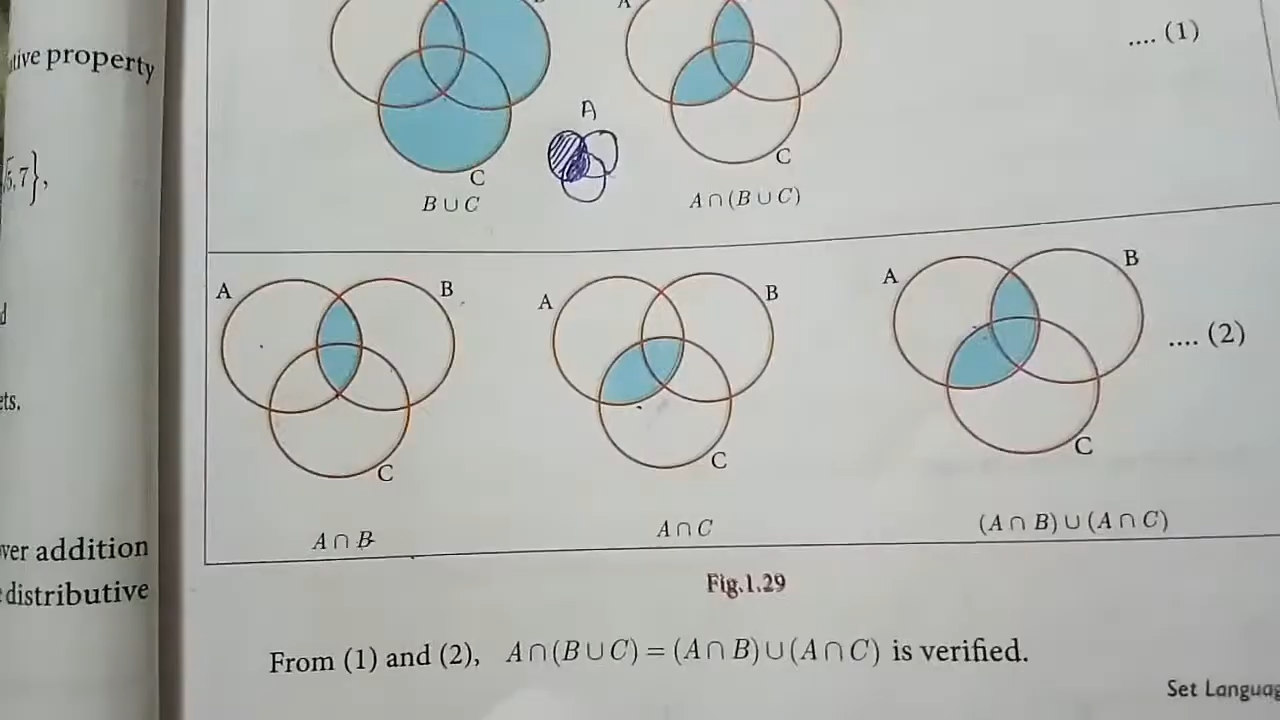 tive property
5,7},
ets.
ver addition
distributive
A
.... (1)
C
C
A
B ∪ C
A ∩ (B ∪ C)
A
B
C
A
B
C
A
B
C
.... (2)
A ∩ B
A ∩ C
(A ∩ B) ∪ (A ∩ C)
Fig.1.29
From (1) and (2), A ∩ (B ∪ C) = (A ∩ B) ∪ (A ∩ C) is verified.
Set Languag